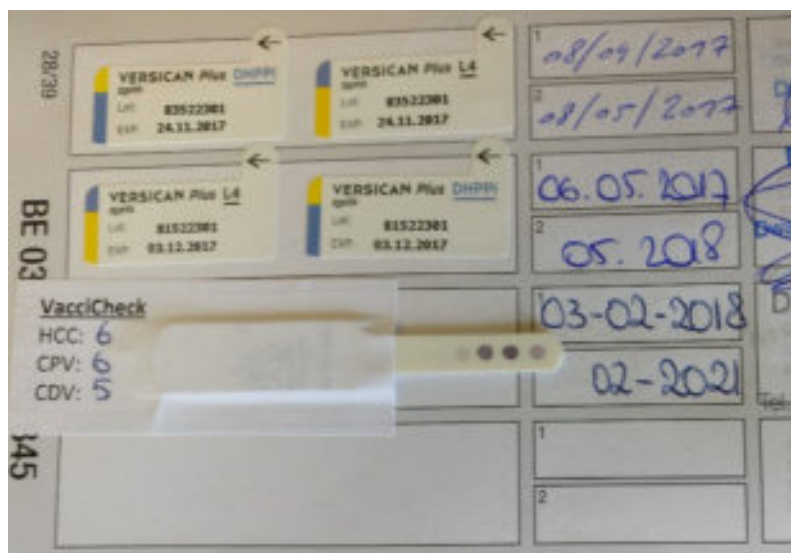 28/39
VERSICAN Plus DHPPi
Lot: 83522301
EXP: 24.11.2017
VERSICAN Plus L4
Lot: 83522301
EXP: 24.11.2017
1
08/04/2017
2
08/05/2017
VERSICAN Plus L4
Lot: 81522301
EXP: 03.12.2017
VERSICAN Plus DHPPi
Lot: 81522301
EXP: 03.12.2017
1
06.05.2017
2
05.2018
BE 03
VacciCheck
HCC: 6
CPV: 6
CDV: 5
03-02-2018
02-2021
345
1
2